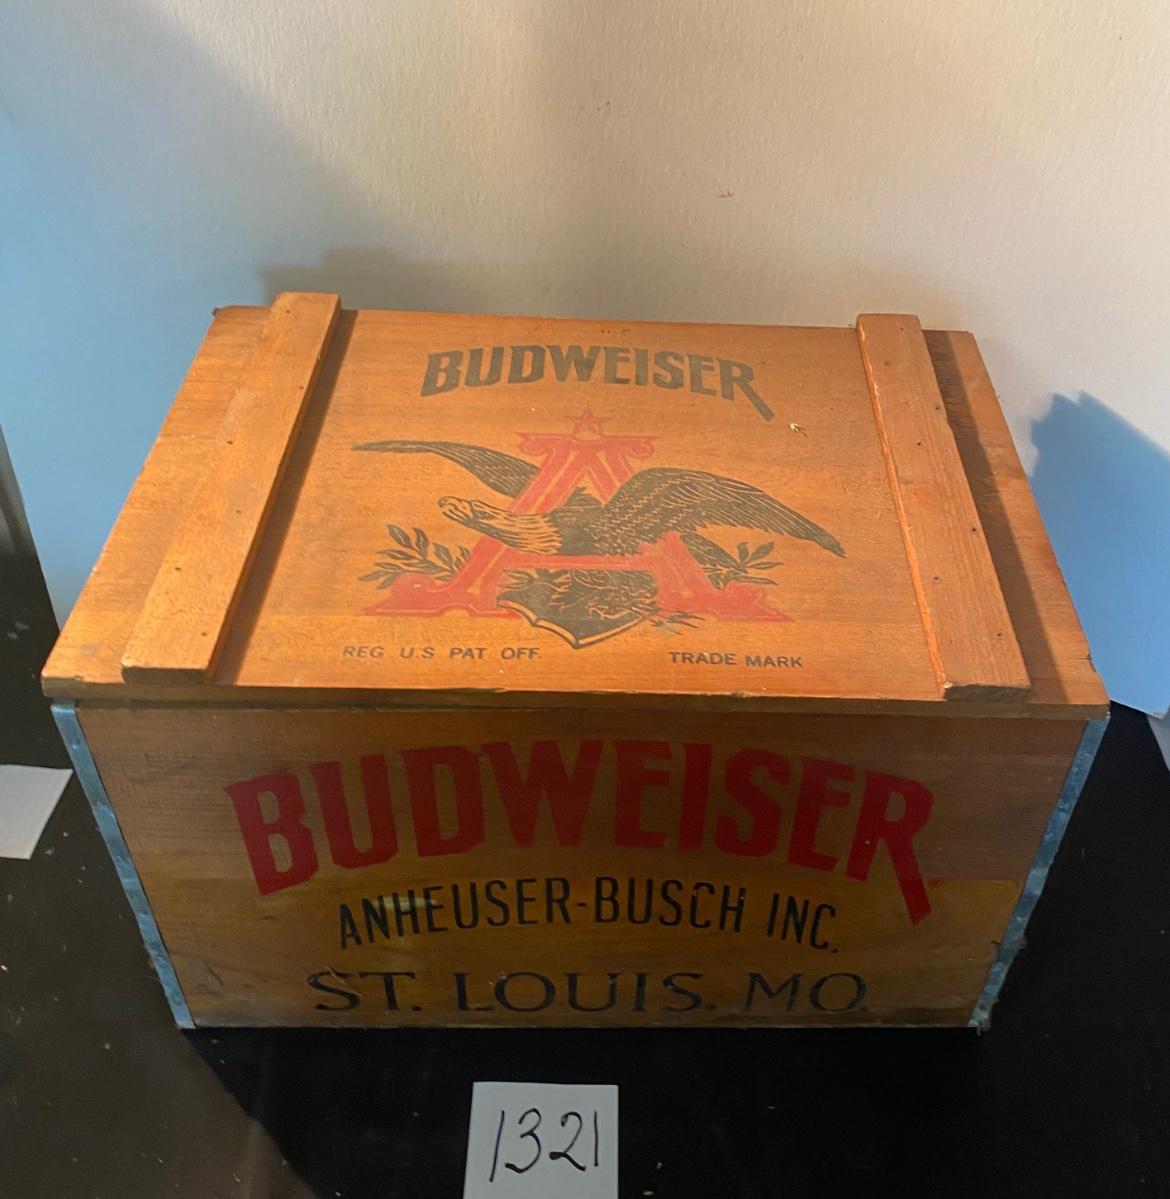 BUDWEISER
A
REG U.S PAT OFF. TRADE MARK
BUDWEISER
ANHEUSER-BUSCH INC.
ST. LOUIS. MO.
1321